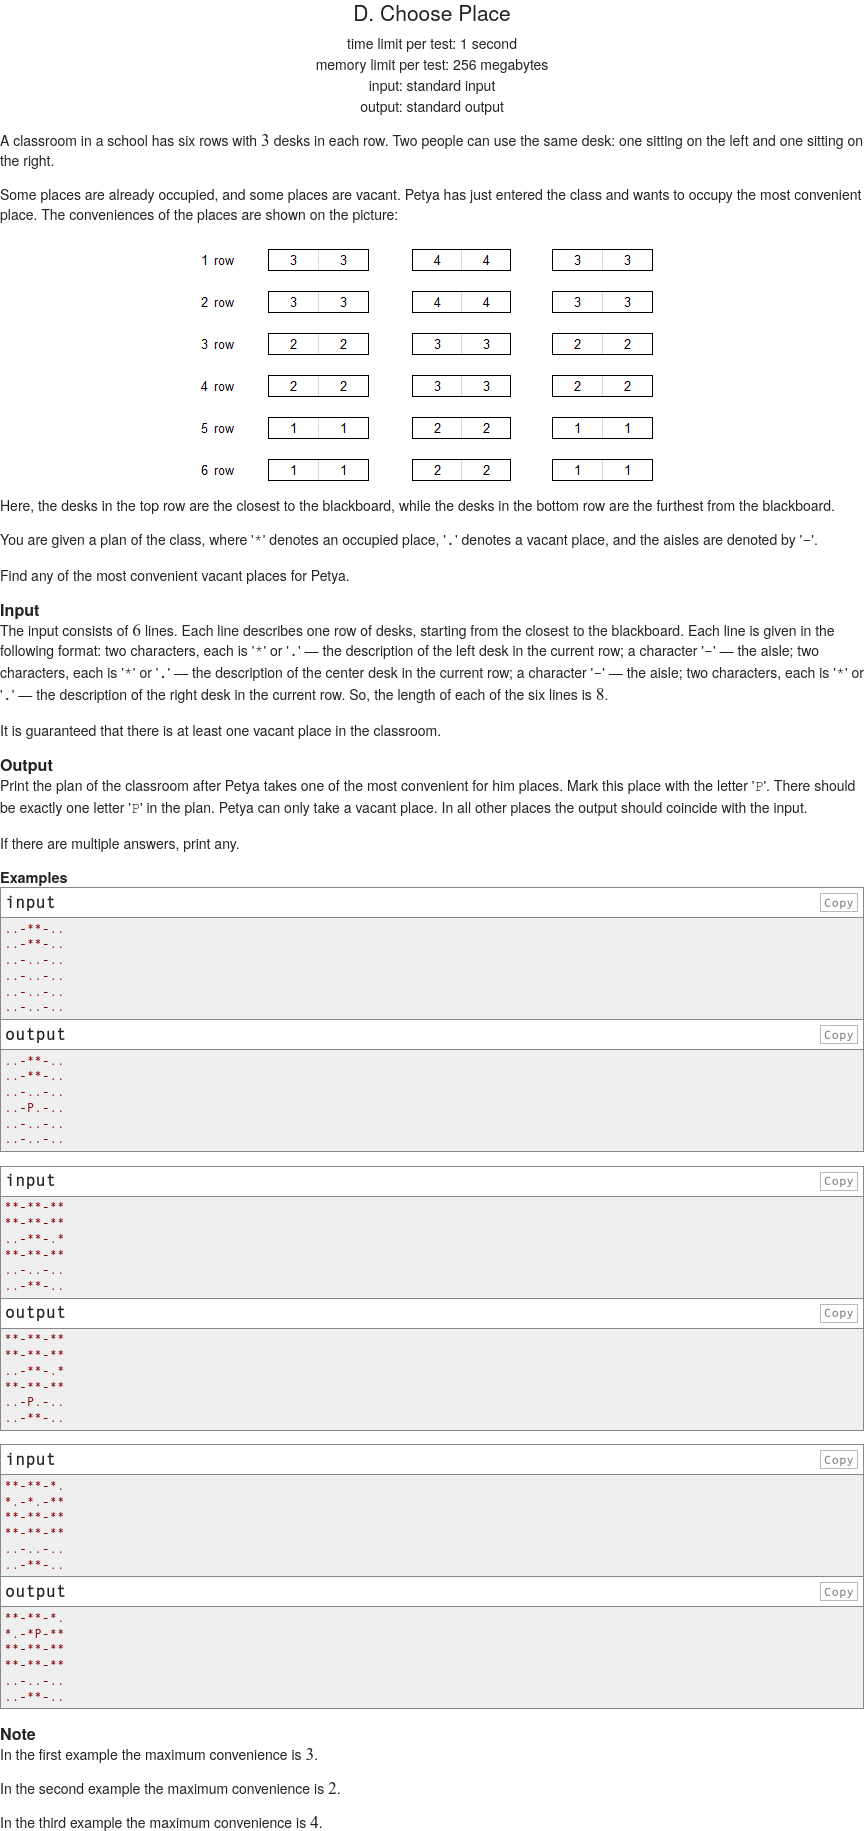 D. Choose Place
time limit per test: 1 second
memory limit per test: 256 megabytes
input: standard input
output: standard output
A classroom in a school has six rows with 3 desks in each row. Two people can use the same desk: one sitting on the left and one sitting on
the right.
Some places are already occupied, and some places are vacant. Petya has just entered the class and wants to occupy the most convenient
place. The conveniences of the places are shown on the picture:
1 row 3 3 4 4 3 3
2 row 3 3 4 4 3 3
3 row 2 2 3 3 2 2
4 row 2 2 3 3 2 2
5 row 1 1 2 2 1 1
6 row 1 1 2 2 1 1
Here, the desks in the top row are the closest to the blackboard, while the desks in the bottom row are the furthest from the blackboard.
You are given a plan of the class, where '*' denotes an occupied place, '.' denotes a vacant place, and the aisles are denoted by '-'.
Find any of the most convenient vacant places for Petya.
Input
The input consists of 6 lines. Each line describes one row of desks, starting from the closest to the blackboard. Each line is given in the
following format: two characters, each is '*' or '.' — the description of the left desk in the current row; a character '-' — the aisle; two
characters, each is '*' or '.' — the description of the center desk in the current row; a character '-' — the aisle; two characters, each is '*' or
'.' — the description of the right desk in the current row. So, the length of each of the six lines is 8.
It is guaranteed that there is at least one vacant place in the classroom.
Output
Print the plan of the classroom after Petya takes one of the most convenient for him places. Mark this place with the letter 'P'. There should
be exactly one letter 'P' in the plan. Petya can only take a vacant place. In all other places the output should coincide with the input.
If there are multiple answers, print any.
Examples
input Copy
..-**-..
..-**-..
..-..-..
..-..-..
..-..-..
..-..-..
output Copy
..-**-..
..-**-..
..-..-..
..-P.-..
..-..-..
..-..-..
input Copy
**-**-**
**-**-**
..-**-.*
**-**-**
..-..-..
..-**-..
output Copy
**-**-**
**-**-**
..-**-.*
**-**-**
..-P.-..
..-**-..
input Copy
**-**-*.
*.-*.-**
**-**-**
**-**-**
..-..-..
..-**-..
output Copy
**-**-*.
*.-*P-**
**-**-**
**-**-**
..-..-..
..-**-..
Note
In the first example the maximum convenience is 3.
In the second example the maximum convenience is 2.
In the third example the maximum convenience is 4.